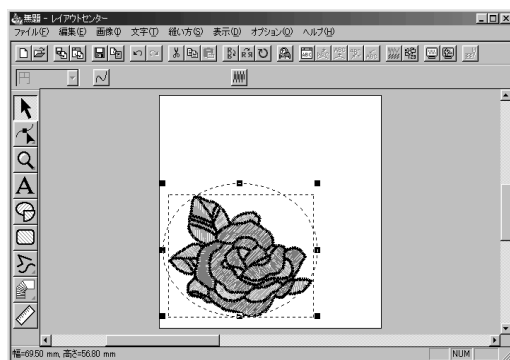 無題 - レイアウトセンター
ファイル(F) 編集(E) 画像(I) 文字(T) 縫い方(S) 表示(D) オプション(O) ヘルプ(H)
円
A
幅=69.50 mm, 高さ=56.80 mm
NUM